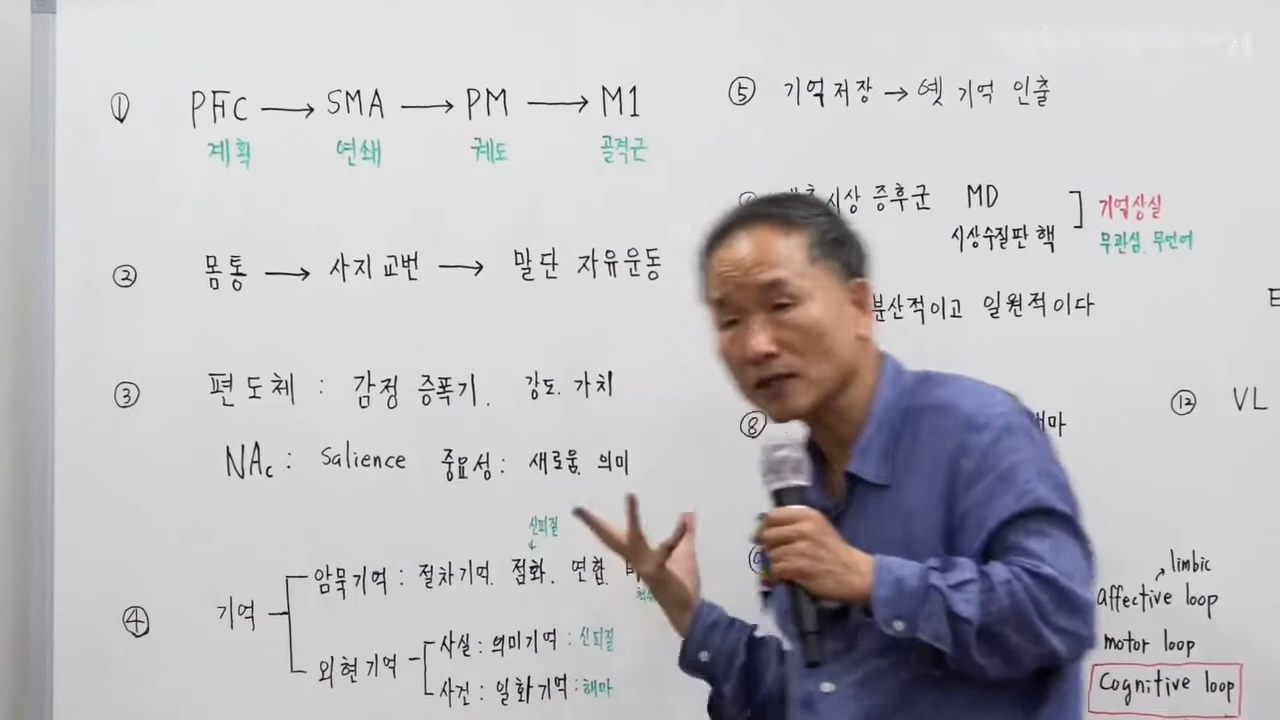 ① PFC → SMA → PM → M1
계획 연쇄 궤도 골격근
② 몸통 → 사지교번 → 말단 자유운동
③ 편도체 : 감정 증폭기. 강도. 가치
NAc : Salience 중요성 : 새로움. 의미
신피질
④ 기억
암묵기억 : 절차기억. 점화. 연합.
외현기억
사실 : 의미기억 : 신피질
사건 : 일화기억 : 해마
⑤ 기억저장 → 옛 기억 인출
시상 증후군 MD
시상수질판 핵
] 기억상실
무관심. 무언어
분산적이고 일원적이다
⑧
limbic
affective loop
motor loop
Cognitive loop
⑫ VL